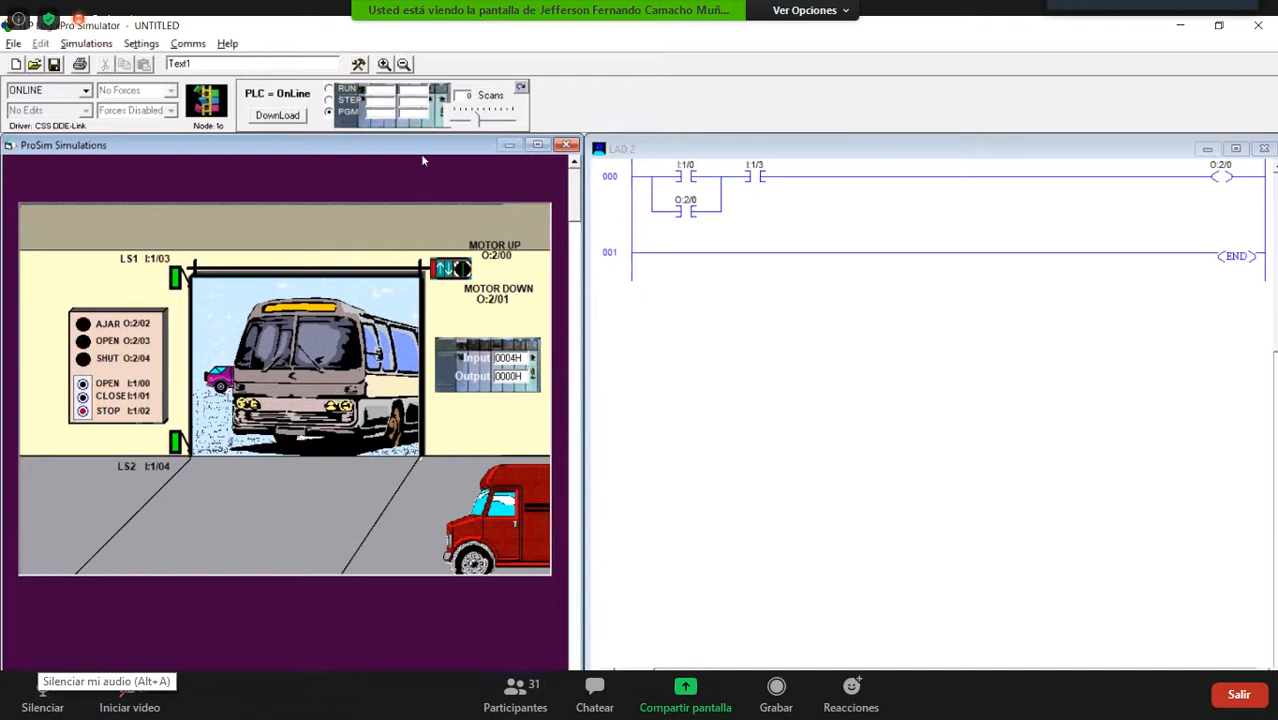 Usted está viendo la pantalla de Jefferson Fernando Camacho Muñ...
Ver Opciones
Pro Simulator - UNTITLED
File Edit Simulations Settings Comms Help
Text1
ONLINE
No Forces
No Edits
Forces Disabled
Driver: CSS DDE-Link
Node: 1o
PLC = OnLine
DownLoad
RUN
STEP
PGM
0 Scans
ProSim Simulations
LAD 2
LS1 I:1/03
MOTOR UP
O:2/00
MOTOR DOWN
O:2/01
AJAR O:2/02
OPEN O:2/03
SHUT O:2/04
OPEN I:1/00
CLOSE I:1/01
STOP I:1/02
Input 0004H
Output 0000H
LS2 I:1/04
000
I:1/0
I:1/3
O:2/0
O:2/0
001
END
Silenciar mi audio (Alt+A)
Silenciar
Iniciar video
31
Participantes
Chatear
Compartir pantalla
Grabar
Reacciones
Salir